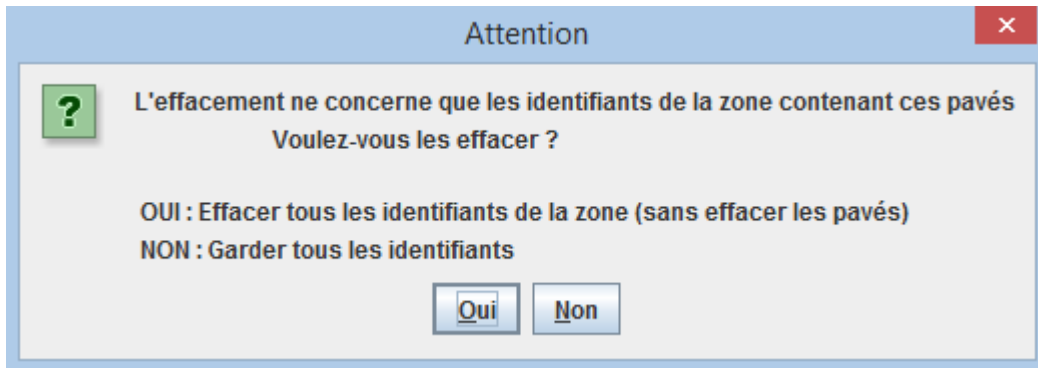 Attention
L'effacement ne concerne que les identifiants de la zone contenant ces pavés
Voulez-vous les effacer ?
OUI : Effacer tous les identifiants de la zone (sans effacer les pavés)
NON : Garder tous les identifiants
Oui Non